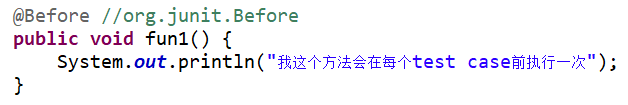 @Before //org.junit.Before
public void fun1() {
    System.out.println("我这个方法会在每个test case前执行一次");
}